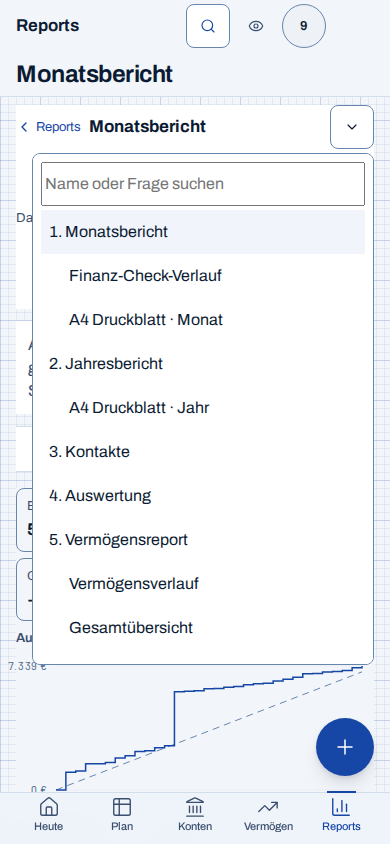 Reports
9
Monatsbericht
Reports Monatsbericht
Name oder Frage suchen
1. Monatsbericht
Finanz-Check-Verlauf
A4 Druckblatt · Monat
2. Jahresbericht
A4 Druckblatt · Jahr
3. Kontakte
4. Auswertung
5. Vermögensreport
Vermögensverlauf
Gesamtübersicht
7.339 €
0 €
Heute Plan Konten Vermögen Reports